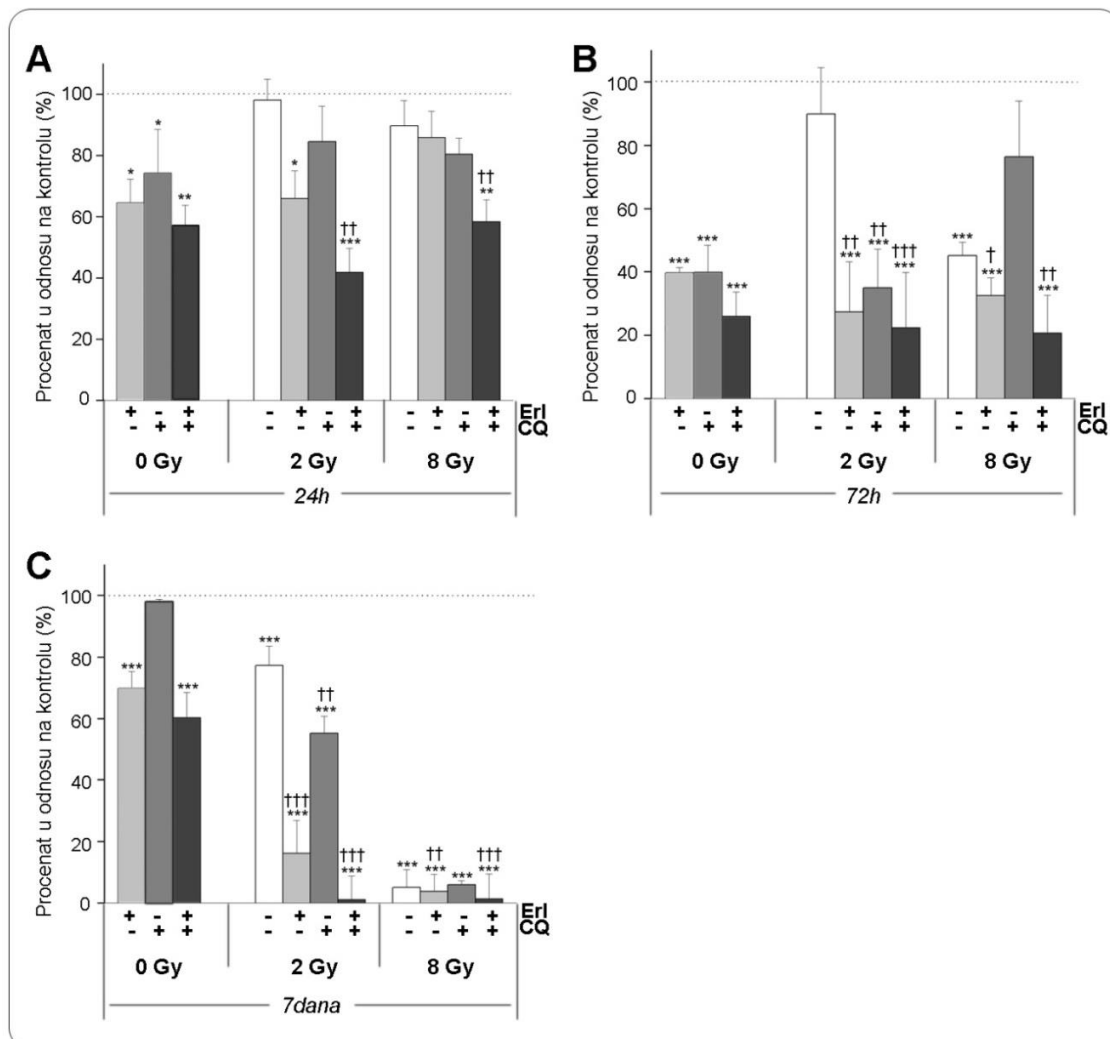 A
Procenat u odnosu na kontrolu (%)
100
80
60
40
20
0
* * ** * †† *** †† **
+ - + - + - + - + - + Erl
- + + - - + + - - + + CQ
0 Gy 2 Gy 8 Gy
24h
B
Procenat u odnosu na kontrolu (%)
100
80
60
40
20
0
*** *** *** †† *** †† *** ††† *** *** † *** †† ***
+ - + - + - + - + - + Erl
- + + - - + + - - + + CQ
0 Gy 2 Gy 8 Gy
72h
C
Procenat u odnosu na kontrolu (%)
100
80
60
40
20
0
*** *** *** ††† *** †† *** ††† *** *** †† *** *** ††† ***
+ - + - + - + - + - + Erl
- + + - - + + - - + + CQ
0 Gy 2 Gy 8 Gy
7dana